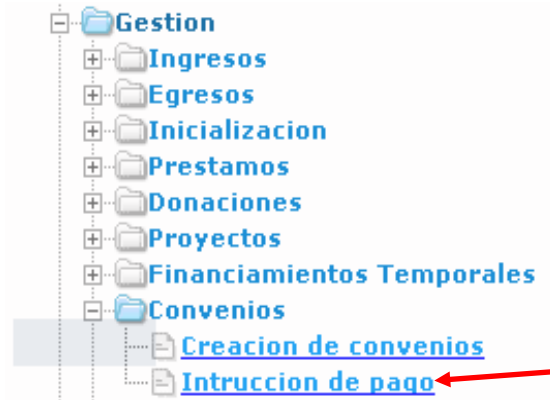 Gestion
Ingresos
Egresos
Inicializacion
Prestamos
Donaciones
Proyectos
Financiamientos Temporales
Convenios
Creacion de convenios
Intruccion de pago